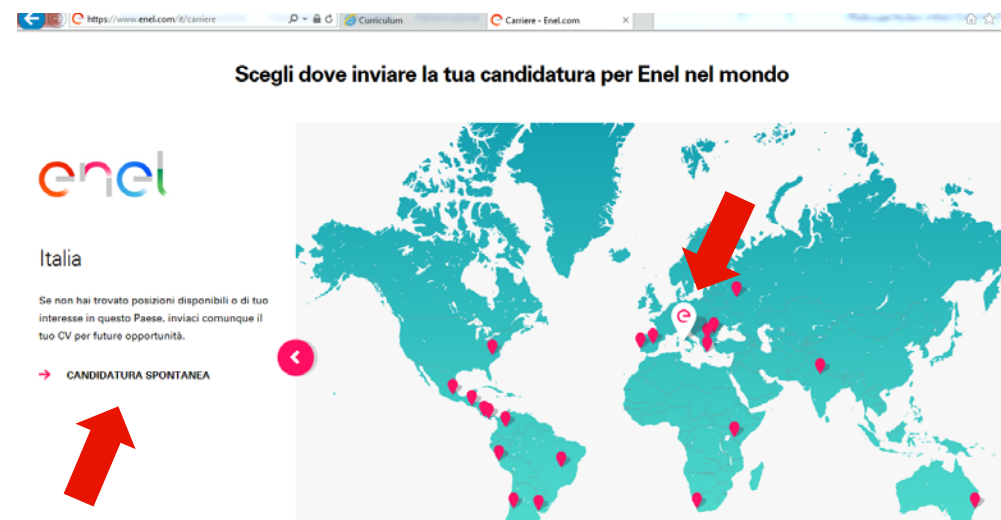 https://www.enel.com/it/carriere
Curriculum
Carriere - Enel.com
Scegli dove inviare la tua candidatura per Enel nel mondo
enel
Italia
Se non hai trovato posizioni disponibili o di tuo
interesse in questo Paese, inviaci comunque il
tuo CV per future opportunità.
CANDIDATURA SPONTANEA
e